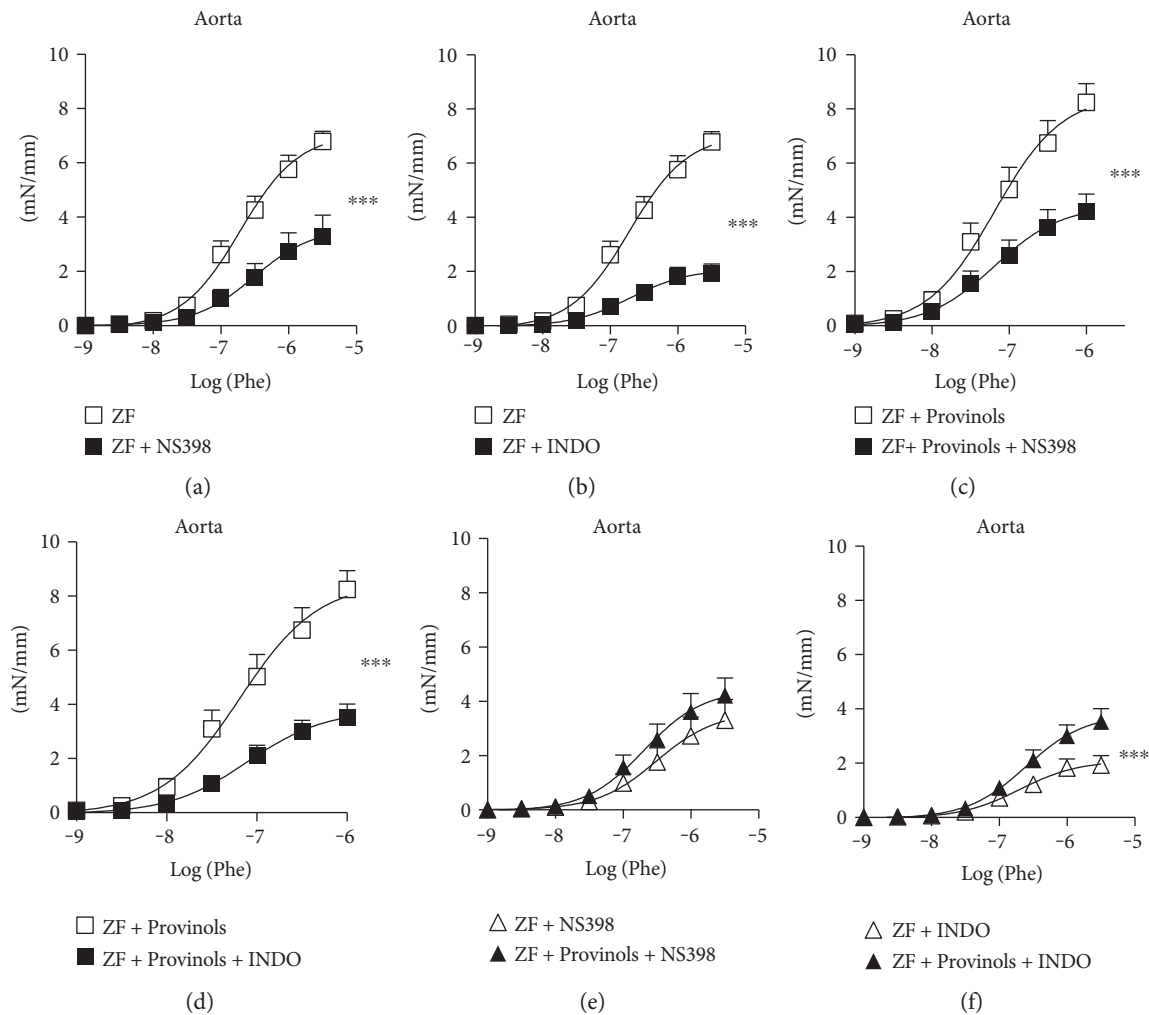 Aorta
10
8
6
4
2
0
(mN/mm)
***
−9
−8
−7
−6
−5
Log (Phe)
ZF
ZF + NS398
(a)
Aorta
10
8
6
4
2
0
(mN/mm)
***
−9
−8
−7
−6
−5
Log (Phe)
ZF
ZF + INDO
(b)
Aorta
10
8
6
4
2
0
(mN/mm)
***
−9
−8
−7
−6
Log (Phe)
ZF + Provinols
ZF+ Provinols + NS398
(c)
Aorta
10
8
6
4
2
0
(mN/mm)
***
−9
−8
−7
−6
Log (Phe)
ZF + Provinols
ZF + Provinols + INDO
(d)
Aorta
10
8
6
4
2
0
(mN/mm)
−9
−8
−7
−6
−5
Log (Phe)
ZF + NS398
ZF + Provinols + NS398
(e)
Aorta
10
8
6
4
2
0
(mN/mm)
***
−9
−8
−7
−6
−5
Log (Phe)
ZF + INDO
ZF + Provinols + INDO
(f)